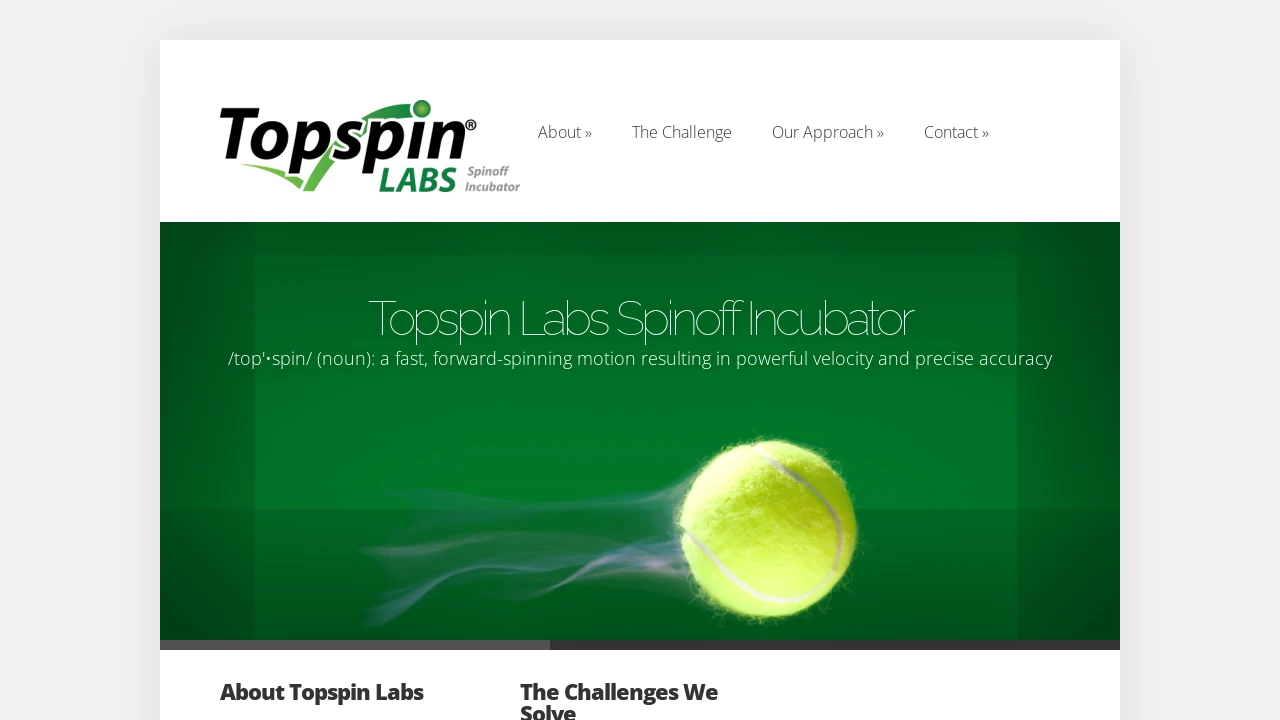 Topspin®
LABS
Spinoff
Incubator
About »
The Challenge
Our Approach »
Contact »
Topspin Labs Spinoff Incubator
/top'•spin/ (noun): a fast, forward-spinning motion resulting in powerful velocity and precise accuracy
About Topspin Labs
The Challenges We
Solve